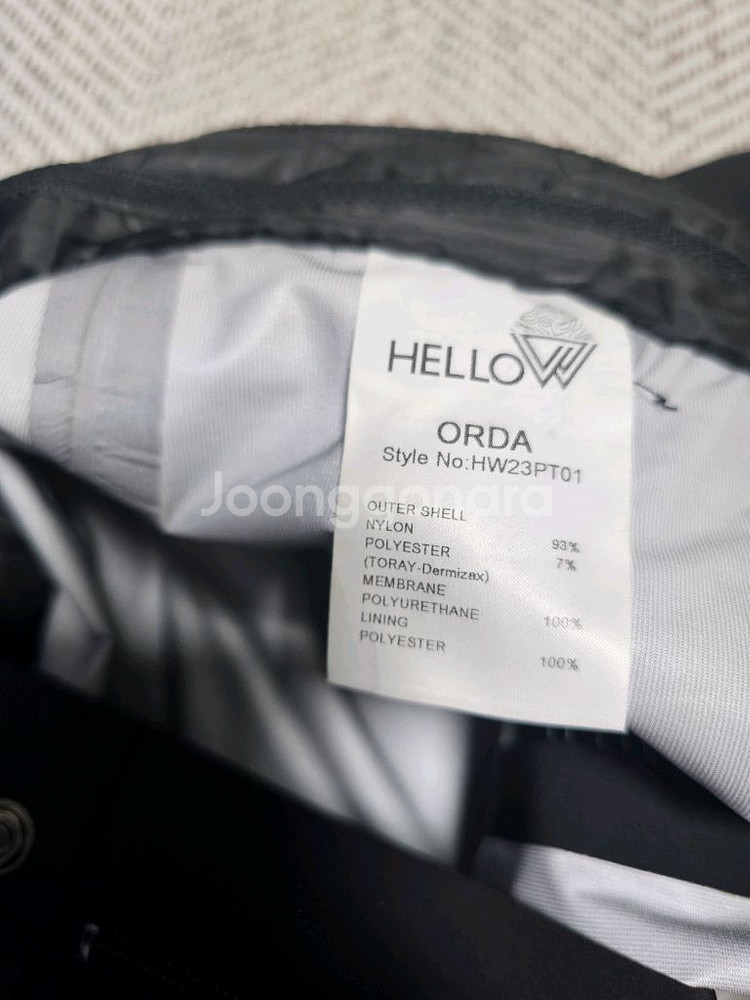 HELLOW
ORDA
Style No:HW23PT01
Joonggonara
OUTER SHELL
NYLON 93%
POLYESTER 7%
(TORAY-Dermizax)
MEMBRANE
POLYURETHANE 100%
LINING
POLYESTER 100%